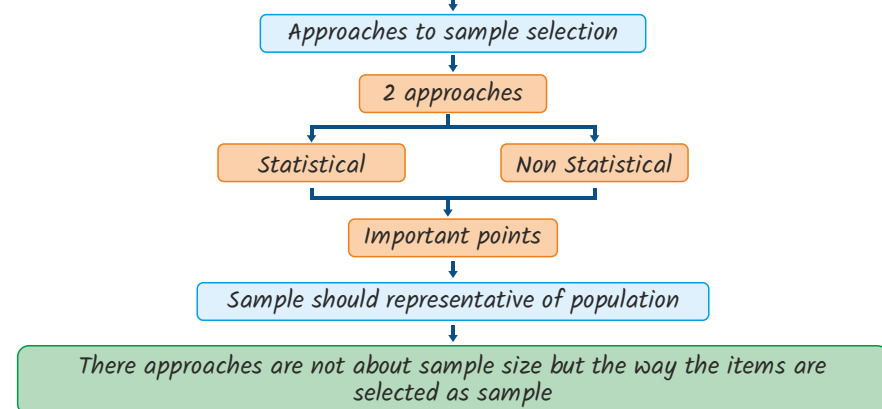 Approaches to sample selection
2 approaches
Statistical
Non Statistical
Important points
Sample should representative of population
There approaches are not about sample size but the way the items are
selected as sample